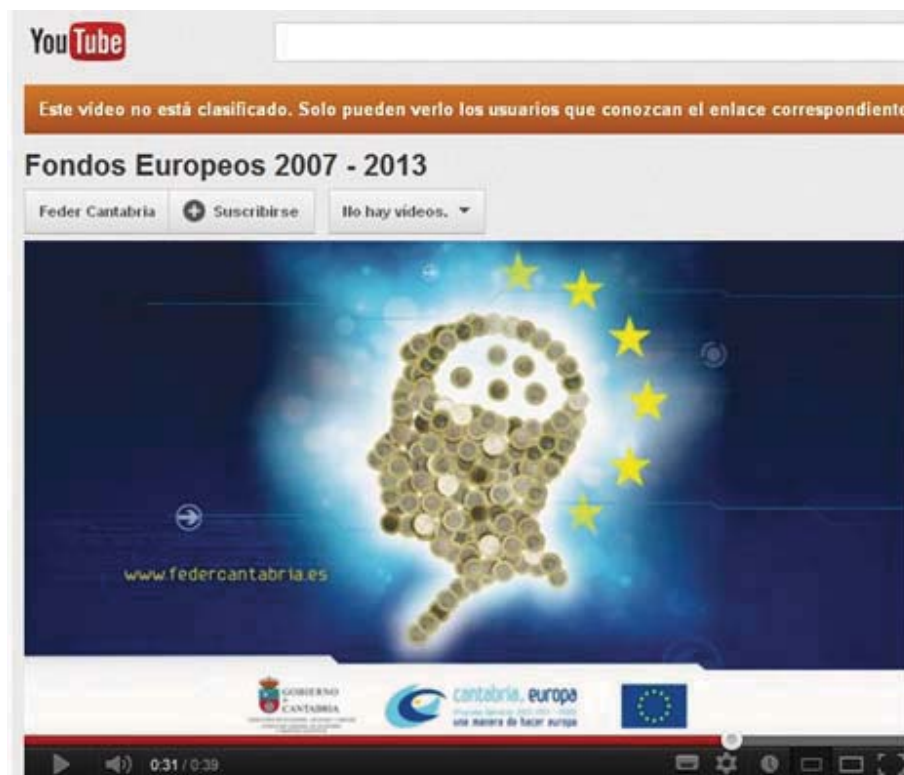 YouTube
Este vídeo no está clasificado. Solo pueden verlo los usuarios que conozcan el enlace correspondiente
Fondos Europeos 2007 - 2013
Feder Cantabria
Suscribirse
No hay vídeos.
www.federcantabria.es
GOBIERNO
de
CANTABRIA
cantabria, europa
una manera de hacer europa
0:31 / 0:39